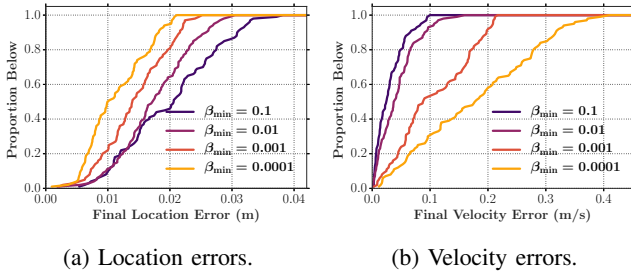 1.0
0.8
0.6
0.4
0.2
0.0
Proportion Below
β_min = 0.1
β_min = 0.01
β_min = 0.001
β_min = 0.0001
0.00 0.01 0.02 0.03 0.04
Final Location Error (m)
(a) Location errors.
1.0
0.8
0.6
0.4
0.2
0.0
Proportion Below
β_min = 0.1
β_min = 0.01
β_min = 0.001
β_min = 0.0001
0.0 0.1 0.2 0.3 0.4
Final Velocity Error (m/s)
(b) Velocity errors.